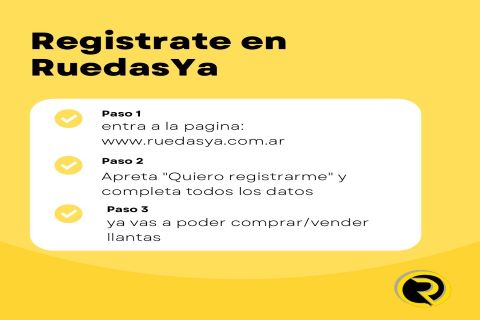 Registrate en
RuedasYa
Paso 1
entra a la pagina:
www.ruedasya.com.ar
Paso 2
Apreta "Quiero registrarme" y
completa todos los datos
Paso 3
ya vas a poder comprar/vender
llantas
R